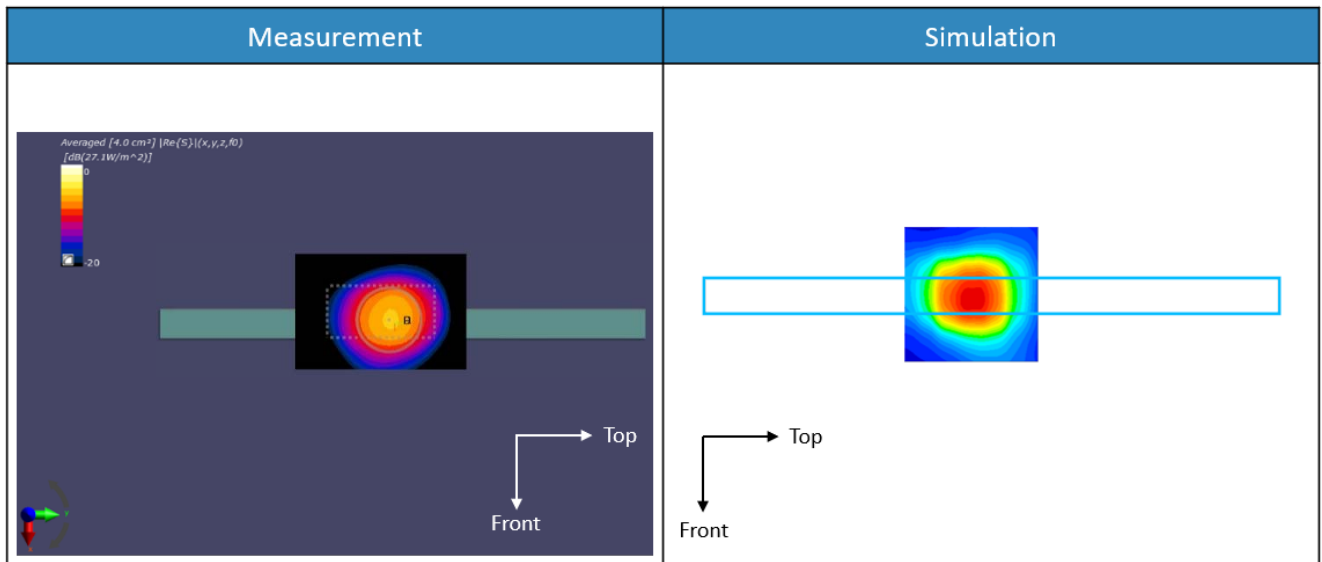 Measurement
Simulation
Averaged [4.0 cm²] |Re{S}|(x,y,z,f0)
[dB(27.1W/m^2)]
0
-20
Top
Front
Top
Front